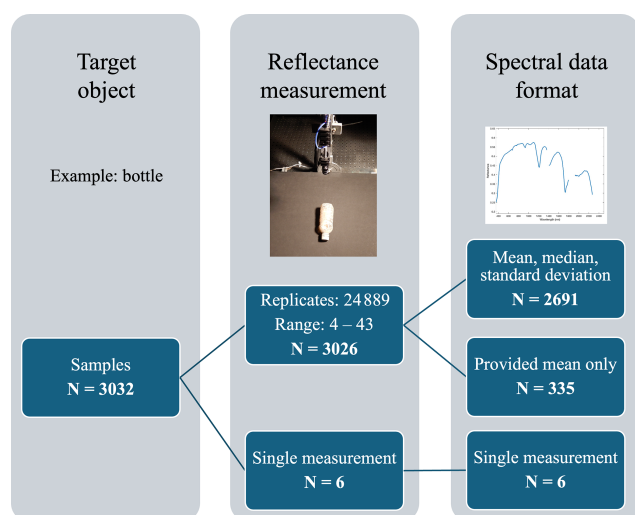 Target
object
Example: bottle
Samples
N = 3032
Reflectance
measurement
Replicates: 24 889
Range: 4 – 43
N = 3026
Single measurement
N = 6
Spectral data
format
Mean, median,
standard deviation
N = 2691
Provided mean only
N = 335
Single measurement
N = 6